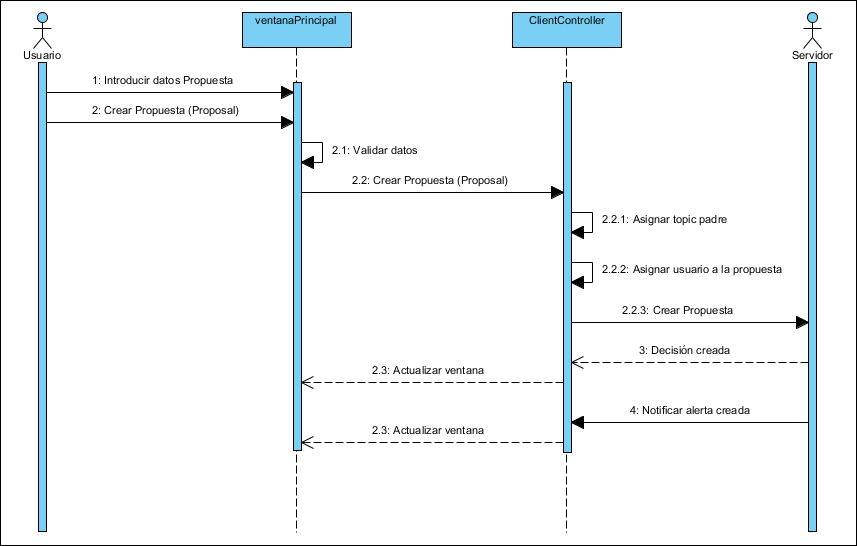 ventanaPrincipal
ClientController
Usuario
Servidor
1: Introducir datos Propuesta
2: Crear Propuesta (Proposal)
2.1: Validar datos
2.2: Crear Propuesta (Proposal)
2.2.1: Asignar topic padre
2.2.2: Asignar usuario a la propuesta
2.2.3: Crear Propuesta
3: Decisión creada
2.3: Actualizar ventana
4: Notificar alerta creada
2.3: Actualizar ventana